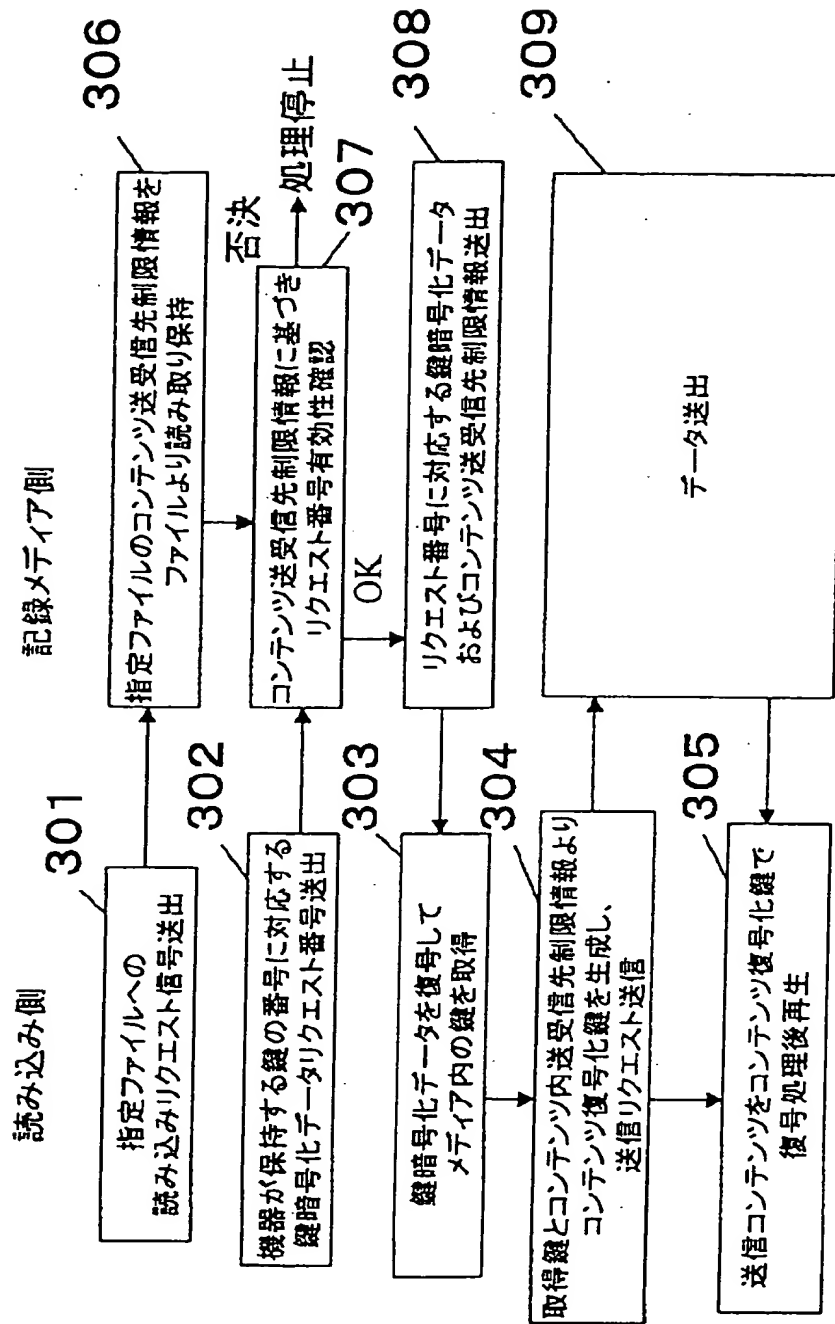 読み込み側
301
指定ファイルへの
読み込みリクエスト信号送出
302
機器が保持する鍵の番号に対応する
鍵暗号化データリクエスト番号送出
303
鍵暗号化データを復号して
メディア内の鍵を取得
304
取得鍵とコンテンツ内送受信先制限情報より
コンテンツ復号化鍵を生成し、
送信リクエスト送信
305
送信コンテンツをコンテンツ復号化鍵で
復号処理後再生
記録メディア側
306
指定ファイルのコンテンツ送受信先制限情報を
ファイルより読み取り保持
否決
処理停止
307
コンテンツ送受信先制限情報に基づき
リクエスト番号有効性確認
OK
308
リクエスト番号に対応する鍵暗号化データ
およびコンテンツ送受信先制限情報送出
309
データ送出